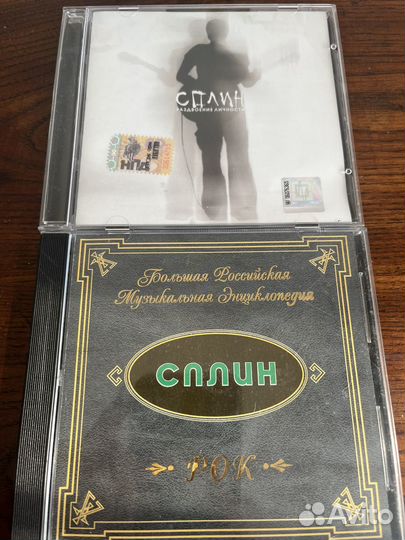 СПЛИН
РАЗДВОЕНИЕ ЛИЧНОСТИ
Большая Российская
Музыкальная Энциклопедия
СПЛИН
РОК
Avito